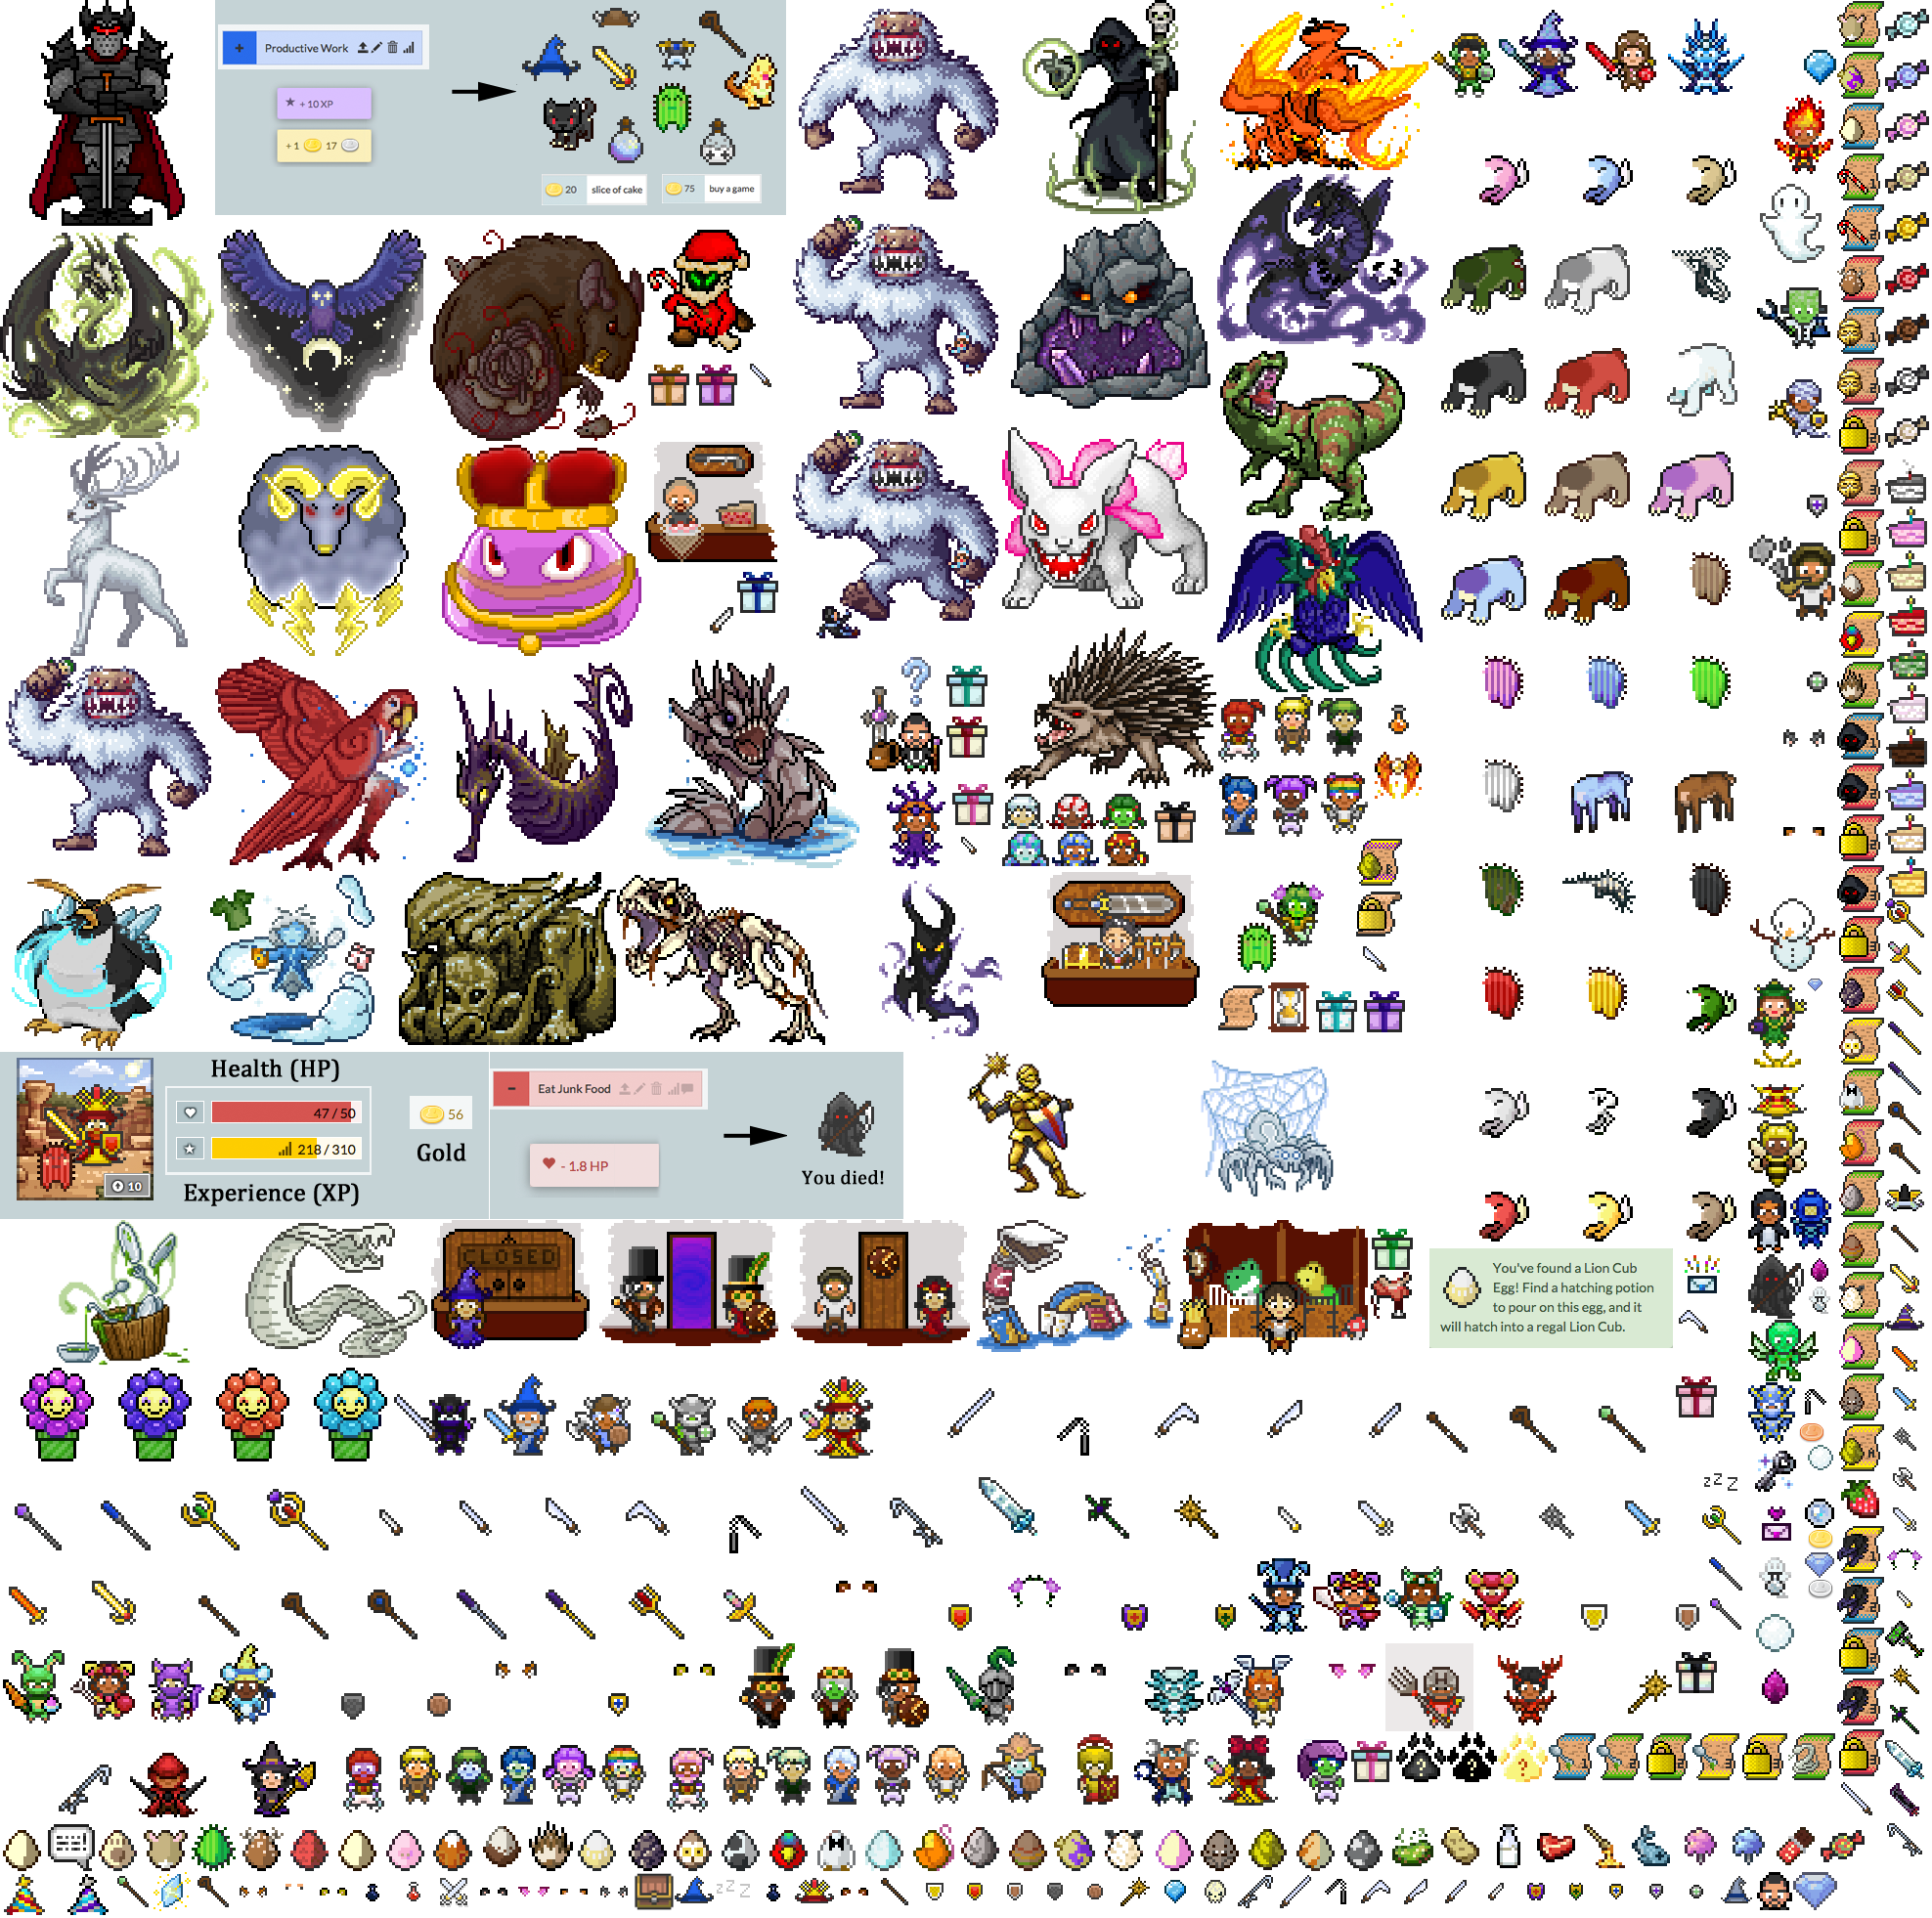 Productive Work
+ 10 XP
+ 1 17
20 slice of cake
75 buy a game
Health (HP)
47 / 50
218 / 310
10
Experience (XP)
56
Gold
Eat Junk Food
- 1.8 HP
You died!
CLOSED
You've found a Lion Cub
Egg! Find a hatching potion
to pour on this egg, and it
will hatch into a regal Lion Cub.
zZZ
zZZ